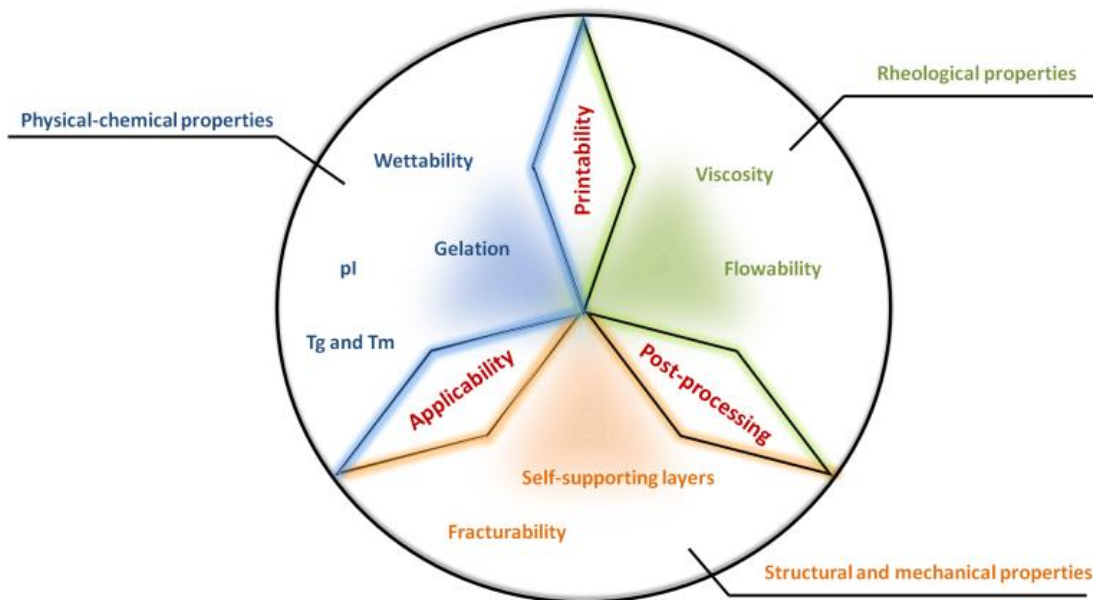 Rheological properties
Physical-chemical properties
Wettability
Printability
Viscosity
Gelation
pI
Flowability
Tg and Tm
Applicability
Post-processing
Self-supporting layers
Fracturability
Structural and mechanical properties